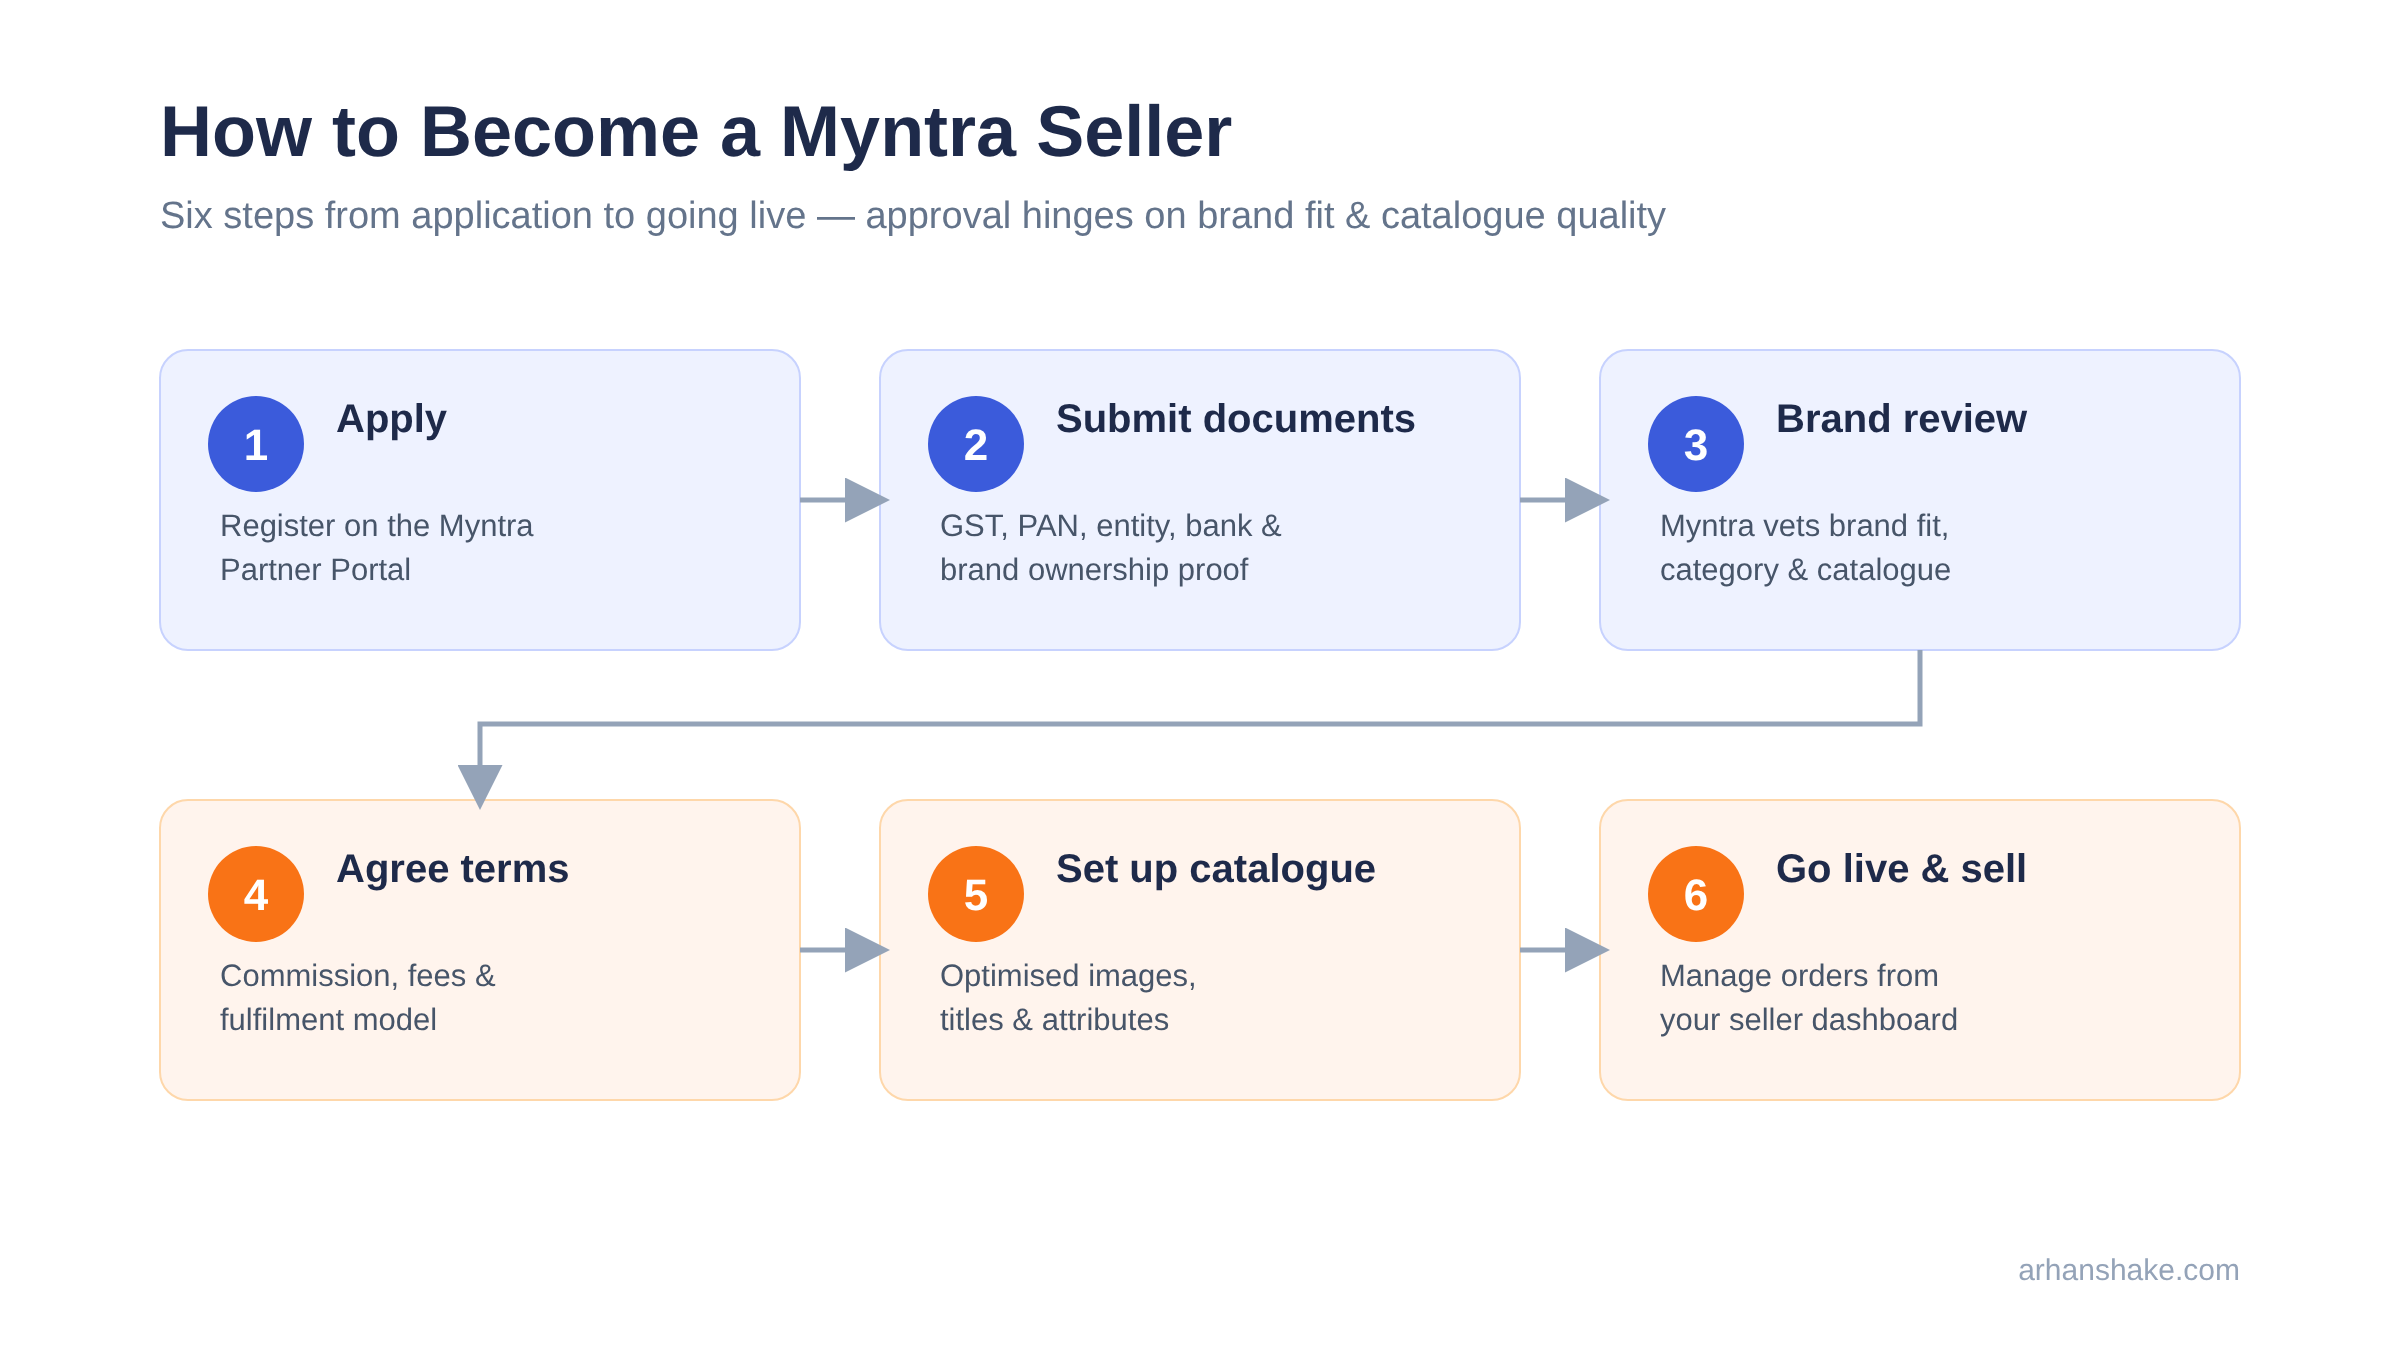 How to Become a Myntra Seller
Six steps from application to going live — approval hinges on brand fit & catalogue quality
1
Apply
Register on the Myntra
Partner Portal
2
Submit documents
GST, PAN, entity, bank &
brand ownership proof
3
Brand review
Myntra vets brand fit,
category & catalogue
4
Agree terms
Commission, fees &
fulfilment model
5
Set up catalogue
Optimised images,
titles & attributes
6
Go live & sell
Manage orders from
your seller dashboard
arhanshake.com